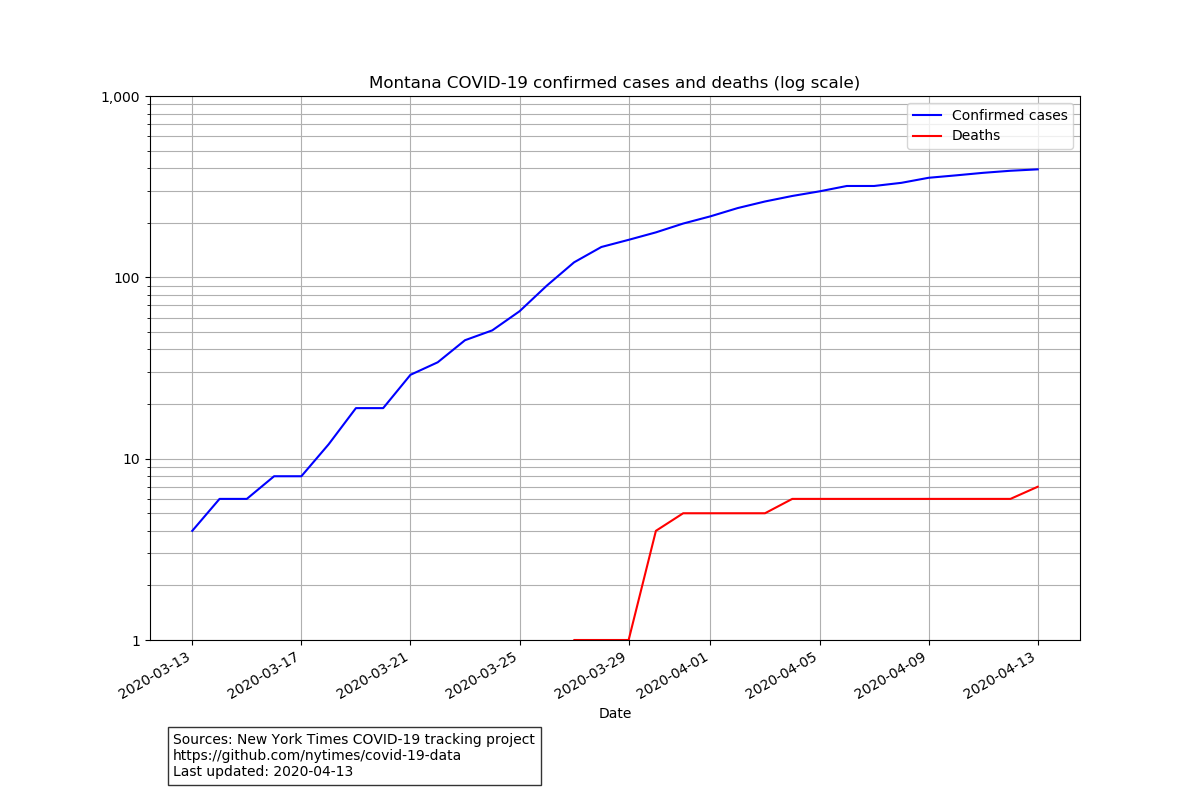 Montana COVID-19 confirmed cases and deaths (log scale)
1,000
Confirmed cases
Deaths
100
10
1
2020-03-13
2020-03-17
2020-03-21
2020-03-25
2020-03-29
2020-04-01
2020-04-05
2020-04-09
2020-04-13
Date
Sources: New York Times COVID-19 tracking project
https://github.com/nytimes/covid-19-data
Last updated: 2020-04-13